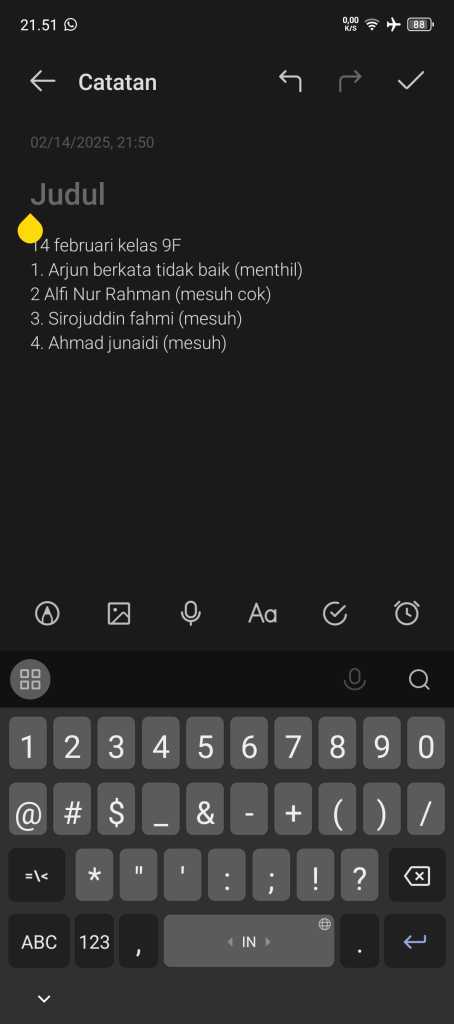 21.51
0,00
K/S
88
Catatan
02/14/2025, 21:50
Judul
14 februari kelas 9F
1. Arjun berkata tidak baik (menthil)
2 Alfi Nur Rahman (mesuh cok)
3. Sirojuddin fahmi (mesuh)
4. Ahmad junaidi (mesuh)
Aa
1 2 3 4 5 6 7 8 9 0
@ # $ _ & - + ( ) /
=\< * " ' : ; ! ?
ABC 123 , IN .